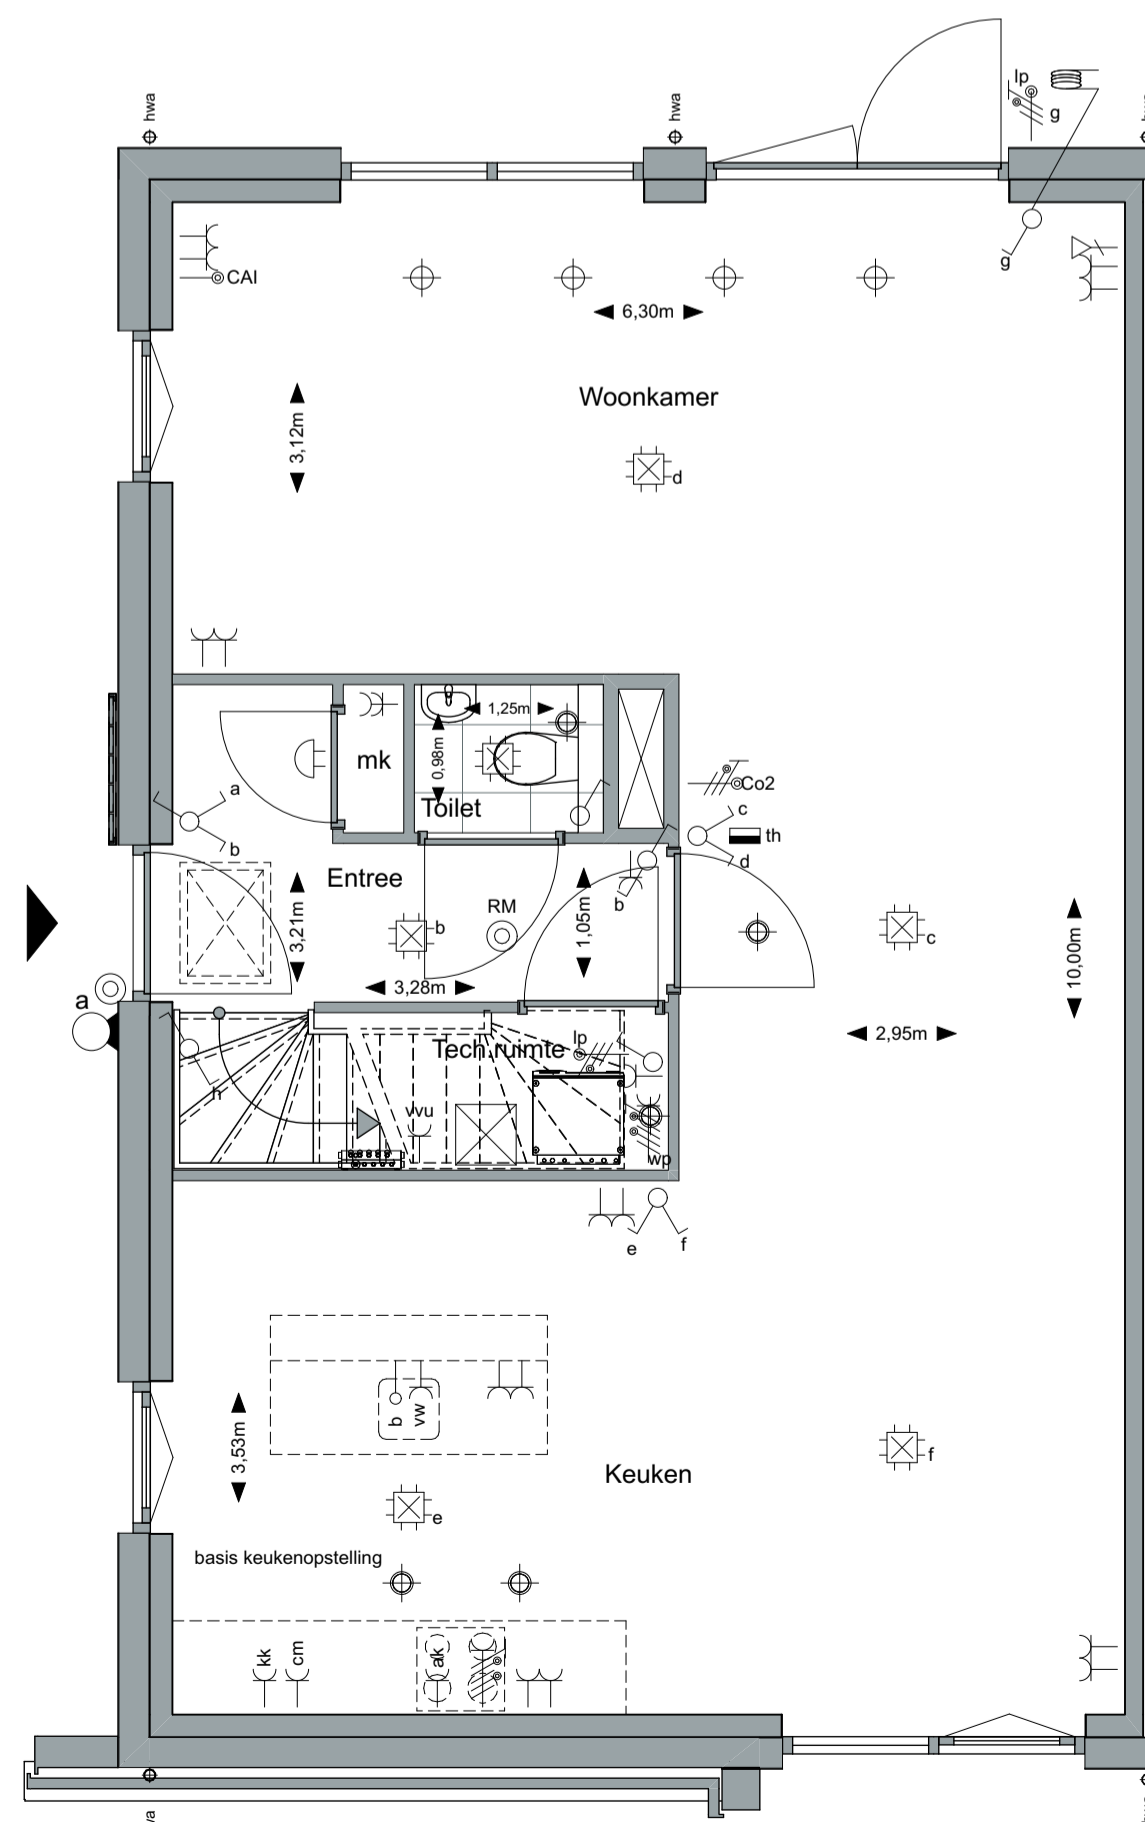 hwa
hwa
lp
g
g
CAI
6,30m
Woonkamer
3,12m
d
mk
1,25m
0,98m
Toilet
Co2
a
b
c
th
d
Entree
b
RM
b
3,21m
1,05m
3,28m
c
10,00m
2,95m
a
h
Tech.ruimte
lp
vvu
wp
e
f
b
vw
3,53m
Keuken
f
e
basis keukenopstelling
kk
cm
ak